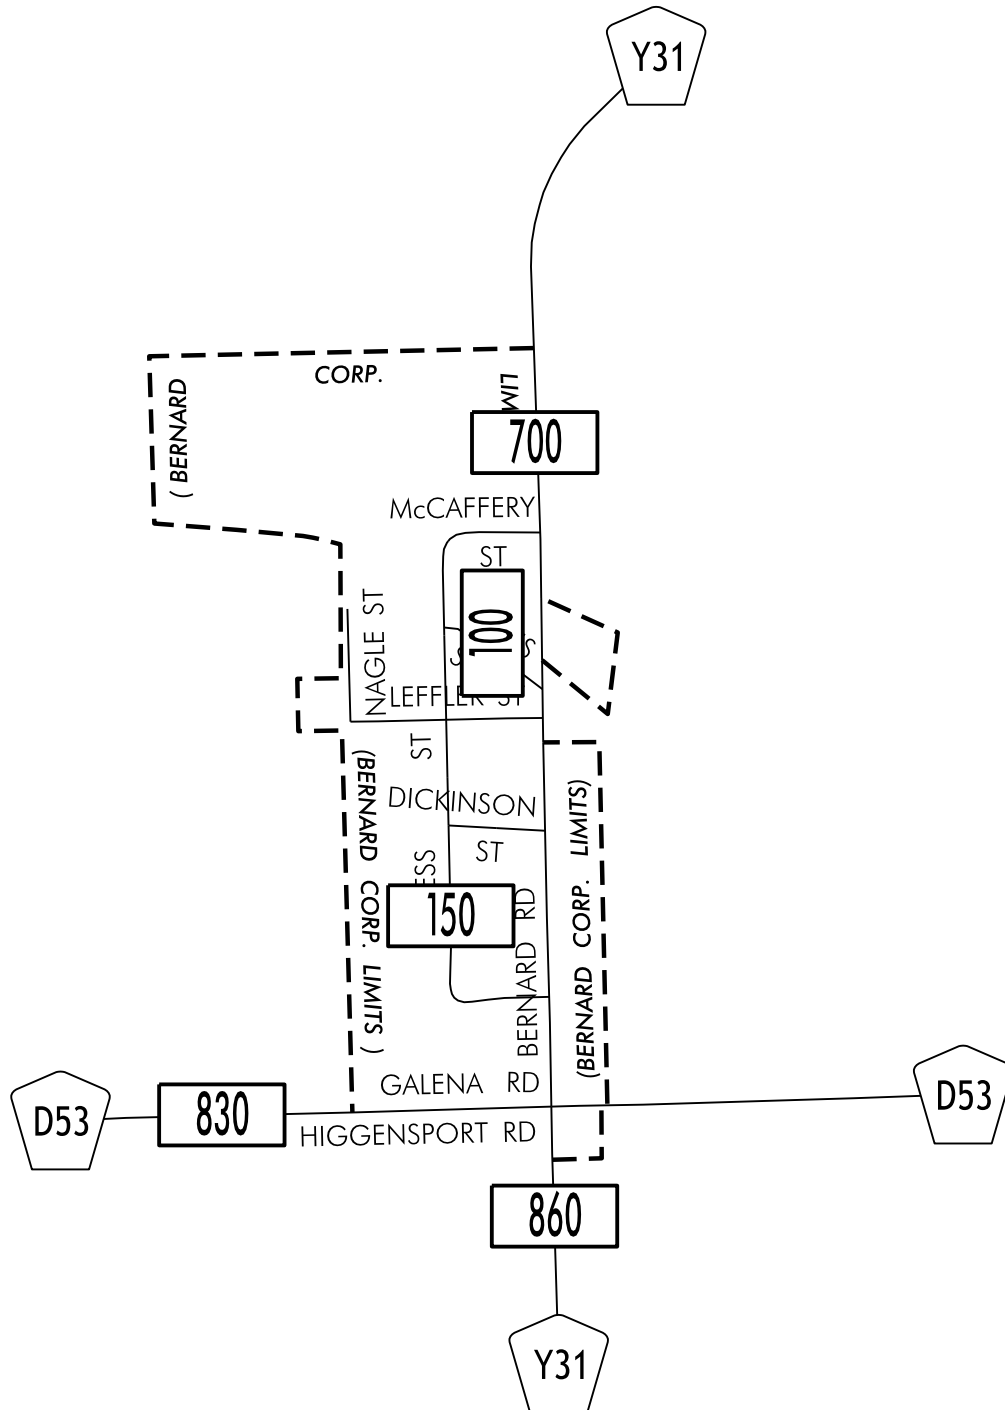 Y31
( BERNARD
CORP.
700
McCAFFERY
ST
100
NAGLE ST
LEFFLER ST
ST
DICKINSON
ST
150
BERNARD RD
(BERNARD CORP. LIMITS )
(BERNARD CORP. LIMITS)
GALENA RD
HIGGENSPORT RD
D53
830
D53
860
Y31